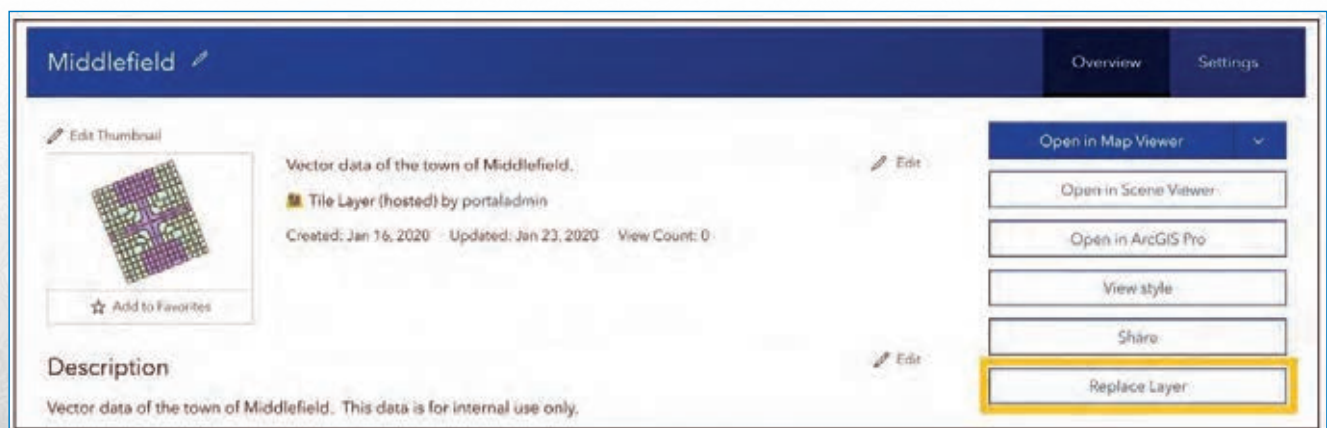 Middlefield
Overview
Settings
Edit Thumbnail
Vector data of the town of Middlefield.
Edit
Tile Layer (hosted) by portaladmin
Created: Jan 16, 2020 Updated: Jan 23, 2020 View Count: 0
Add to Favorites
Open in Map Viewer
Open in Scene Viewer
Open in ArcGIS Pro
View style
Share
Replace Layer
Description
Edit
Vector data of the town of Middlefield. This data is for internal use only.